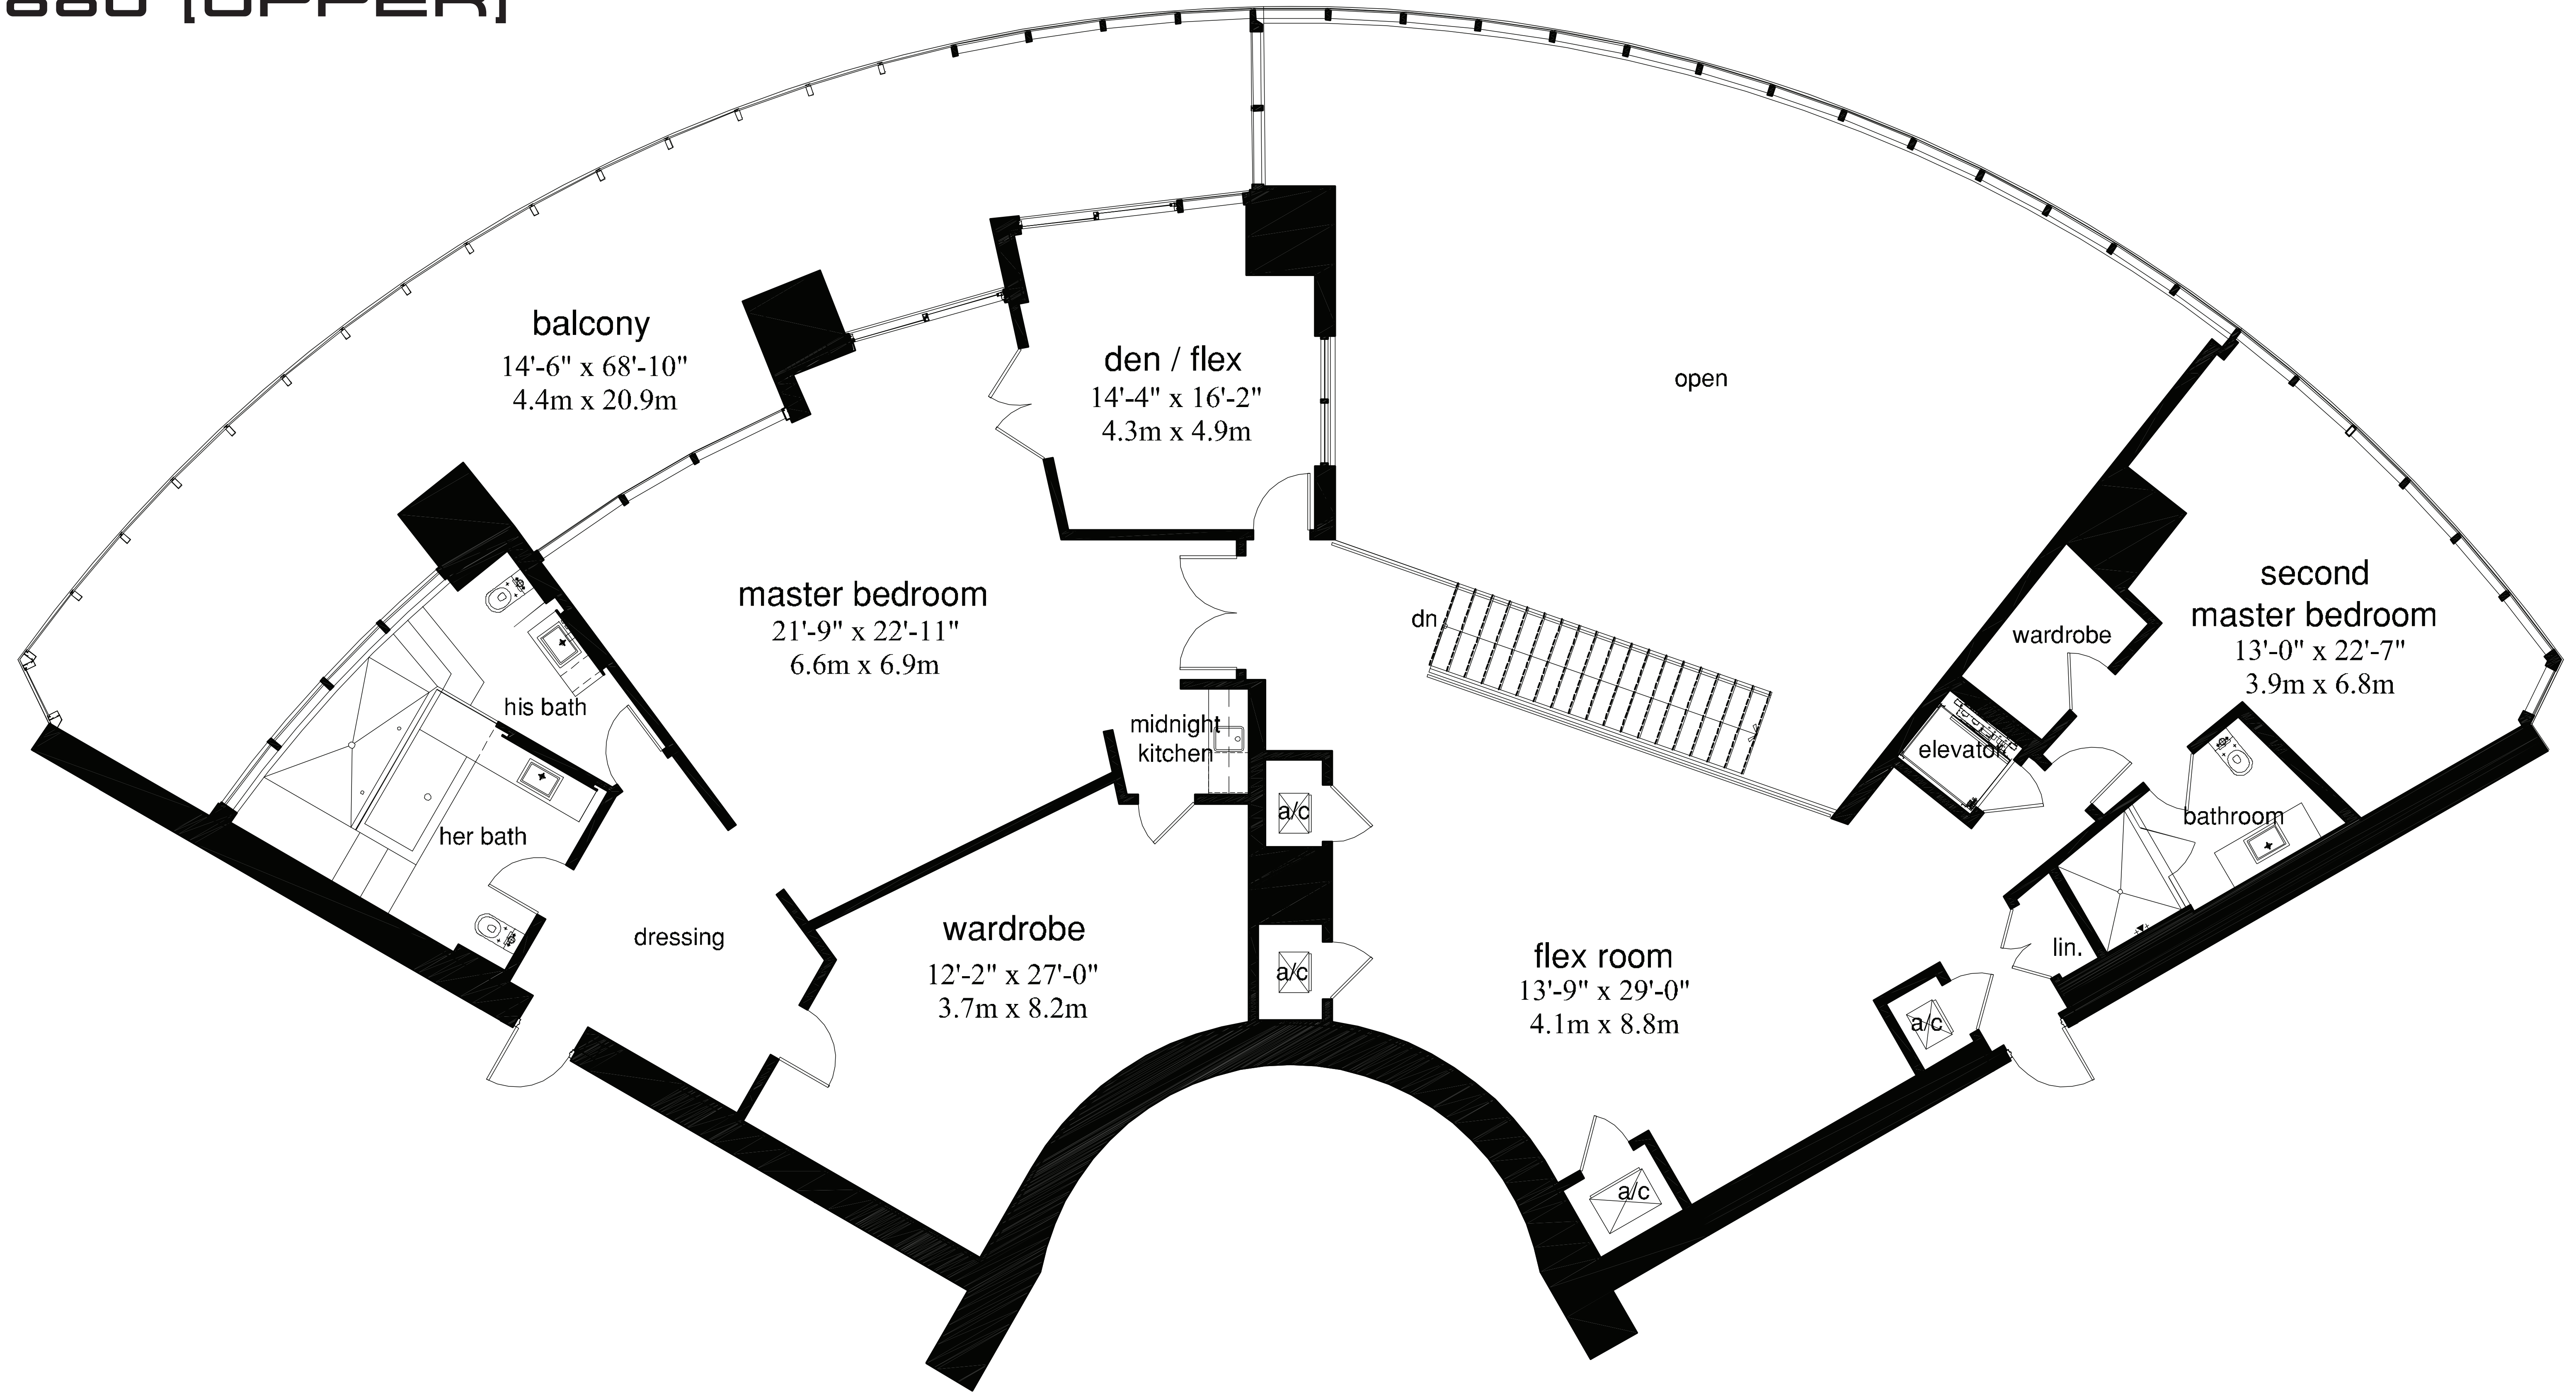 [UPPER]
balcony
14'-6" x 68'-10"
4.4m x 20.9m
den / flex
14'-4" x 16'-2"
4.3m x 4.9m
open
master bedroom
21'-9" x 22'-11"
6.6m x 6.9m
dn
second
master bedroom
13'-0" x 22'-7"
3.9m x 6.8m
wardrobe
his bath
midnight
kitchen
elevator
her bath
a/c
bathroom
dressing
wardrobe
12'-2" x 27'-0"
3.7m x 8.2m
a/c
flex room
13'-9" x 29'-0"
4.1m x 8.8m
lin.
a/c
a/c